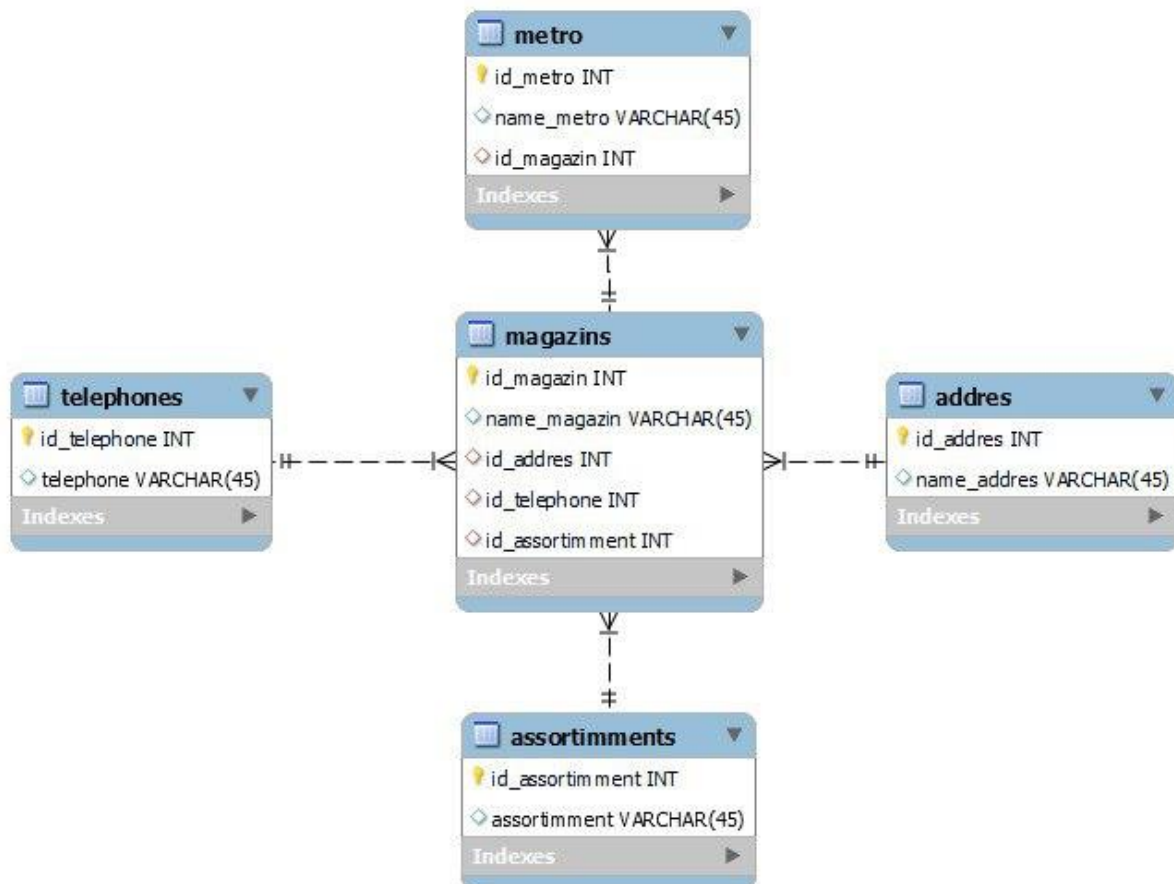 metro
id_metro INT
name_metro VARCHAR(45)
id_magazin INT
Indexes
magazins
id_magazin INT
name_magazin VARCHAR(45)
id_addres INT
id_telephone INT
id_assortimment INT
Indexes
telephones
id_telephone INT
telephone VARCHAR(45)
Indexes
addres
id_addres INT
name_addres VARCHAR(45)
Indexes
assortimments
id_assortimment INT
assortimment VARCHAR(45)
Indexes